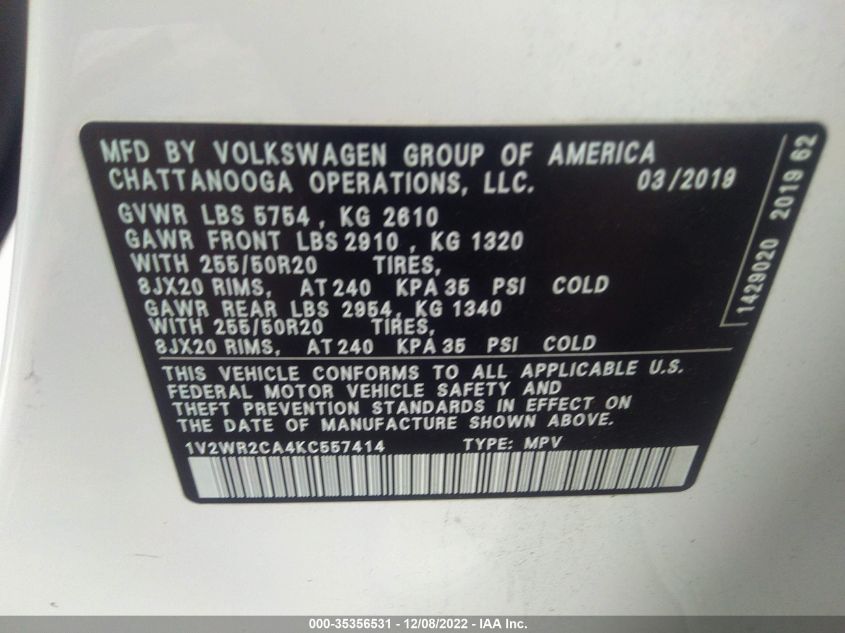 MFD BY VOLKSWAGEN GROUP OF AMERICA
CHATTANOOGA OPERATIONS, LLC. 03/2019
GVWR LBS 5754 , KG 2610
GAWR FRONT LBS 2910 , KG 1320
WITH 255/50R20 TIRES,
8JX20 RIMS, AT 240 KPA 35 PSI COLD
GAWR REAR LBS 2954, KG 1340
WITH 255/50R20 TIRES,
8JX20 RIMS, AT 240 KPA 35 PSI COLD
THIS VEHICLE CONFORMS TO ALL APPLICABLE U.S.
FEDERAL MOTOR VEHICLE SAFETY AND
THEFT PREVENTION STANDARDS IN EFFECT ON
THE DATE OF MANUFACTURE SHOWN ABOVE.
1V2WR2CA4KC557414 TYPE: MPV
1429020 2019 62
000-35356531 - 12/08/2022 - IAA Inc.